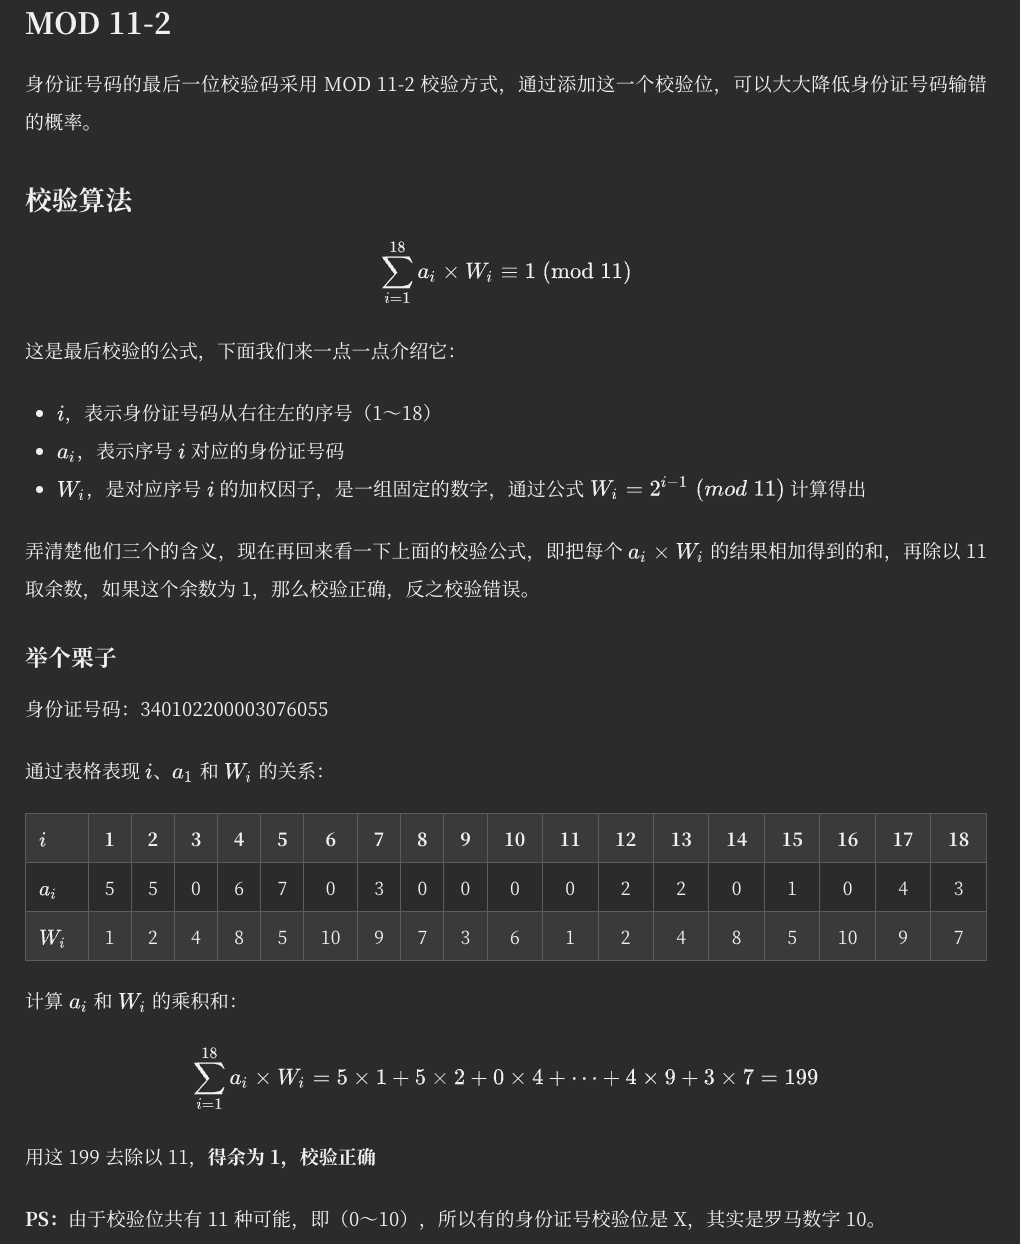 MOD 11-2
身份证号码的最后一位校验码采用 MOD 11-2 校验方式，通过添加这一个校验位，可以大大降低身份证号码输错
的概率。
校验算法
\sum_{i=1}^{18} a_i × W_i ≡ 1 (mod 11)
这是最后校验的公式，下面我们来一点一点介绍它：
• i，表示身份证号码从右往左的序号（1～18）
• a_i，表示序号 i 对应的身份证号码
• W_i，是对应序号 i 的加权因子，是一组固定的数字，通过公式 W_i = 2^{i−1} (mod 11) 计算得出
弄清楚他们三个的含义，现在再回来看一下上面的校验公式，即把每个 a_i × W_i 的结果相加得到的和，再除以 11
取余数，如果这个余数为 1，那么校验正确，反之校验错误。
举个栗子
身份证号码：340102200003076055
通过表格表现 i、a_1 和 W_i 的关系：
i 1 2 3 4 5 6 7 8 9 10 11 12 13 14 15 16 17 18
a_i 5 5 0 6 7 0 3 0 0 0 0 2 2 0 1 0 4 3
W_i 1 2 4 8 5 10 9 7 3 6 1 2 4 8 5 10 9 7
计算 a_i 和 W_i 的乘积和：
\sum_{i=1}^{18} a_i × W_i = 5 × 1 + 5 × 2 + 0 × 4 + ··· + 4 × 9 + 3 × 7 = 199
用这 199 去除以 11，得余为 1，校验正确
PS：由于校验位共有 11 种可能，即（0～10），所以有的身份证号校验位是 X，其实是罗马数字 10。